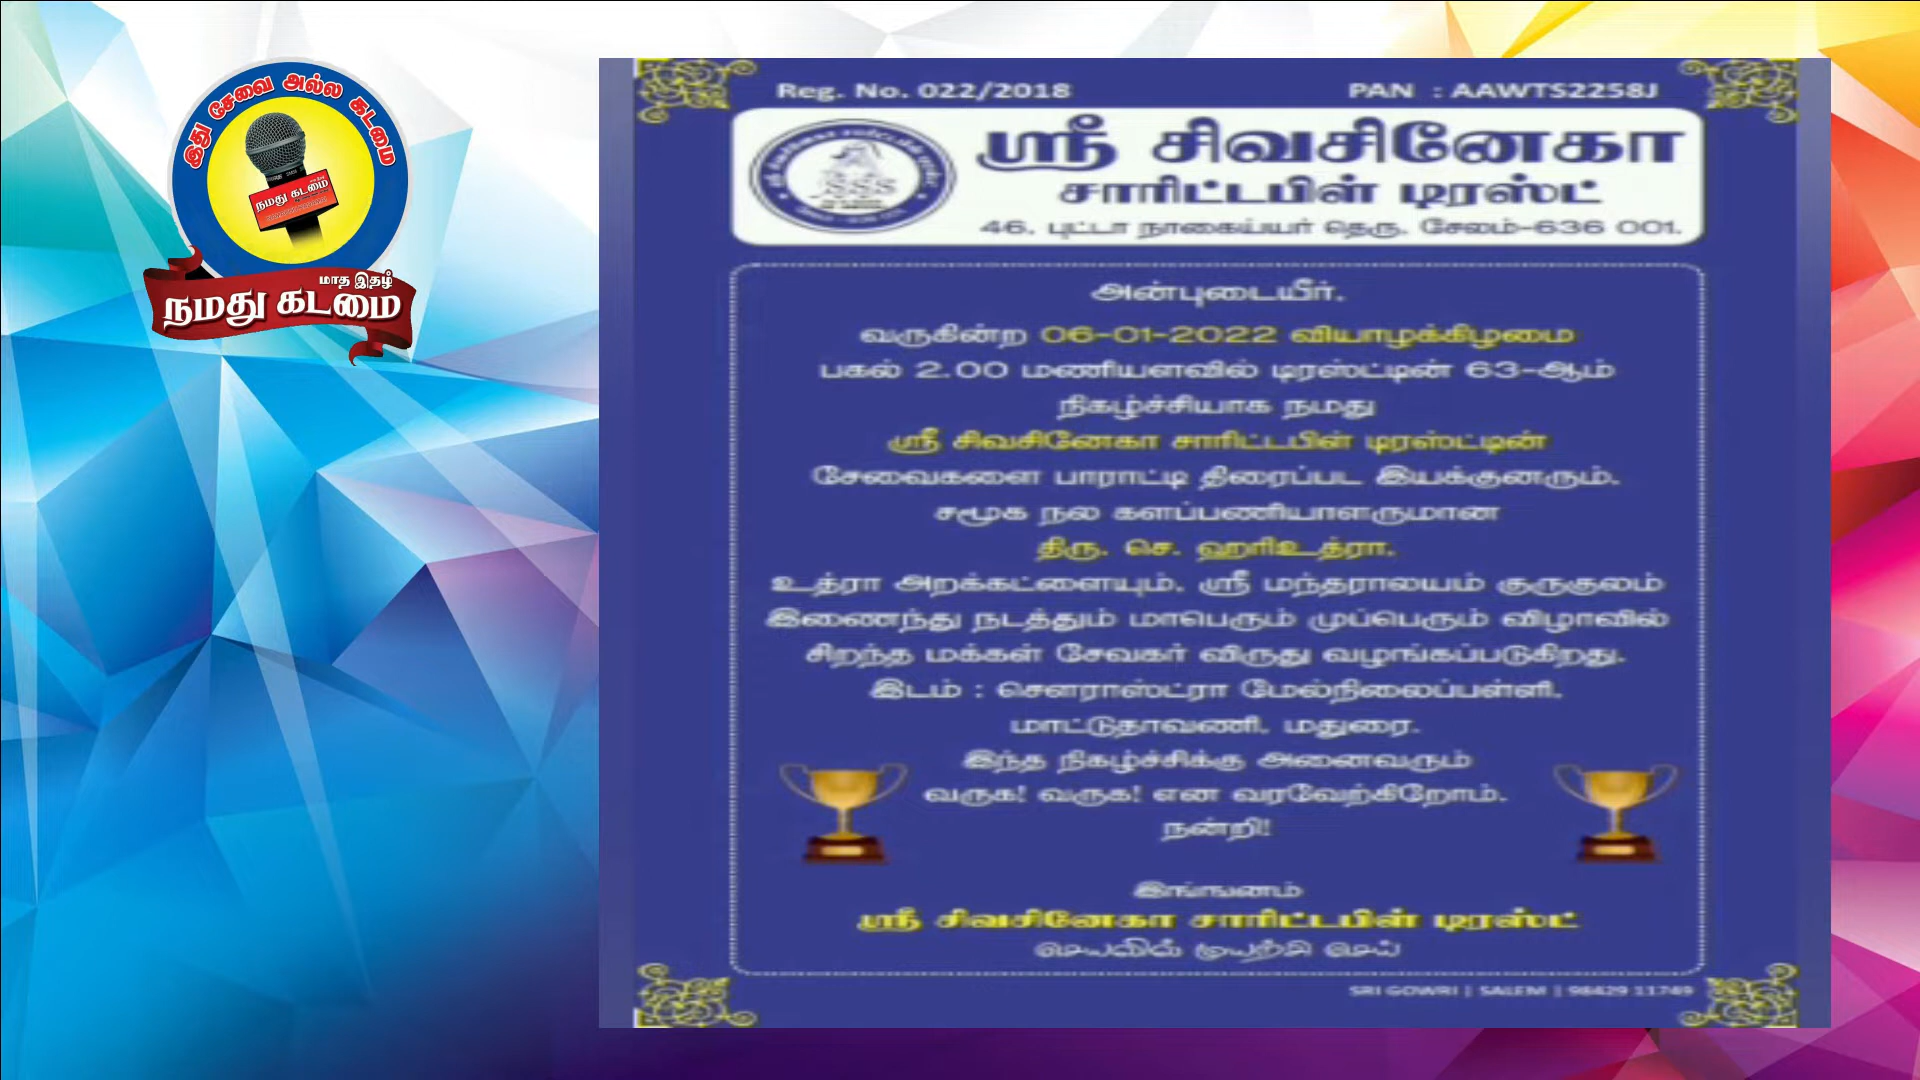 இது சேவை அல்ல கடமை
நமது கடமை
மாத இதழ்
நமது கடமை
Reg. No. 022/2018
PAN : AAWTS2258J
ஸ்ரீ சிவசினேகா
சாரிட்டபிள் டிரஸ்ட்
46, புட்டா நாகைய்யர் தெரு, சேலம்-636 001.
SSS
அன்புடையீர்,
வருகின்ற 06-01-2022 வியாழக்கிழமை
பகல் 2.00 மணியளவில் டிரஸ்ட்டின் 63-ஆம்
நிகழ்ச்சியாக நமது
ஸ்ரீ சிவசினேகா சாரிட்டபிள் டிரஸ்ட்டின்
சேவைகளை பாராட்டி திரைப்பட இயக்குனரும்,
சமூக நல களப்பணியாளருமான
திரு. செ. ஹரிஉத்ரா,
உத்ரா அறக்கட்ளையும், ஸ்ரீ மந்தராலயம் குருகுலம்
இணைந்து நடத்தும் மாபெரும் முப்பெரும் விழாவில்
சிறந்த மக்கள் சேவகர் விருது வழங்கப்படுகிறது.
இடம் : சௌராஸ்ட்ரா மேல்நிலைப்பள்ளி,
மாட்டுதாவணி, மதுரை.
இந்த நிகழ்ச்சிக்கு அனைவரும்
வருக! வருக! என வரவேற்கிறோம்.
நன்றி!
இங்ஙனம்
ஸ்ரீ சிவசினேகா சாரிட்டபிள் டிரஸ்ட்
செயலில் முயற்சி செய்
SRI GOWRI | SALEM | 98429 11749